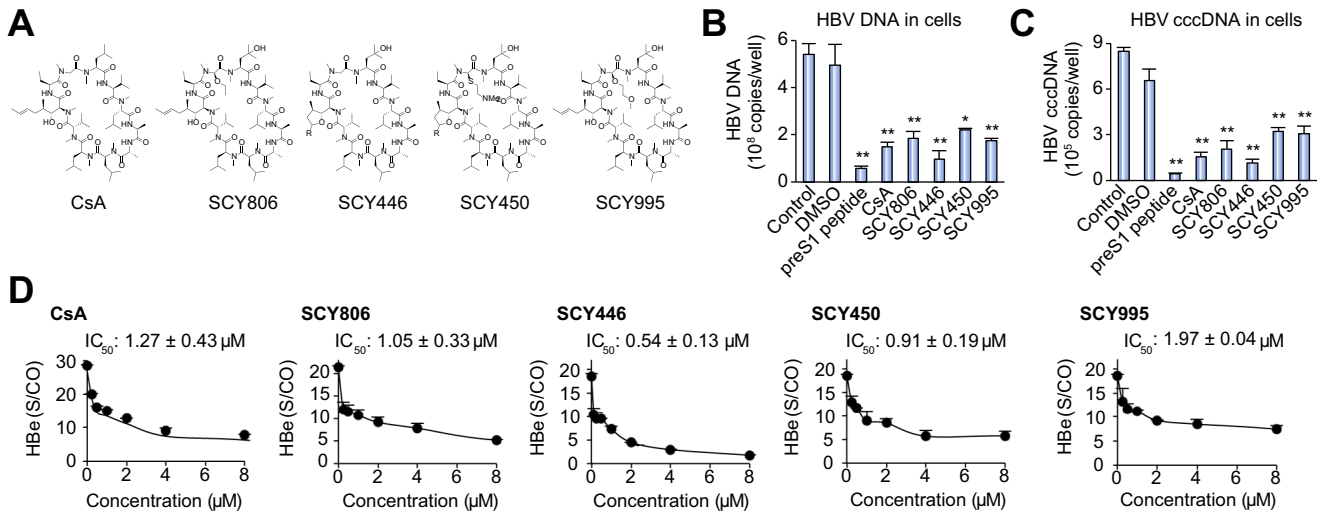 A
CsA
SCY806
SCY446
SCY450
SCY995
B
HBV DNA in cells
HBV DNA
(10⁸ copies/well)
6
4
2
0
**
**
**
**
*
**
Control
DMSO
preS1 peptide
CsA
SCY806
SCY446
SCY450
SCY995
C
HBV cccDNA in cells
HBV cccDNA
(10⁵ copies/well)
9
6
3
0
**
**
**
**
**
**
Control
DMSO
preS1 peptide
CsA
SCY806
SCY446
SCY450
SCY995
D
CsA
IC₅₀: 1.27 ± 0.43 µM
HBe (S/CO)
30
20
10
0
0 2 4 6 8
Concentration (µM)
SCY806
IC₅₀: 1.05 ± 0.33 µM
HBe (S/CO)
20
15
10
5
0
0 2 4 6 8
Concentration (µM)
SCY446
IC₅₀: 0.54 ± 0.13 µM
HBe (S/CO)
20
15
10
5
0
0 2 4 6 8
Concentration (µM)
SCY450
IC₅₀: 0.91 ± 0.19 µM
HBe (S/CO)
20
15
10
5
0
0 2 4 6 8
Concentration (µM)
SCY995
IC₅₀: 1.97 ± 0.04 µM
HBe (S/CO)
20
15
10
5
0
0 2 4 6 8
Concentration (µM)